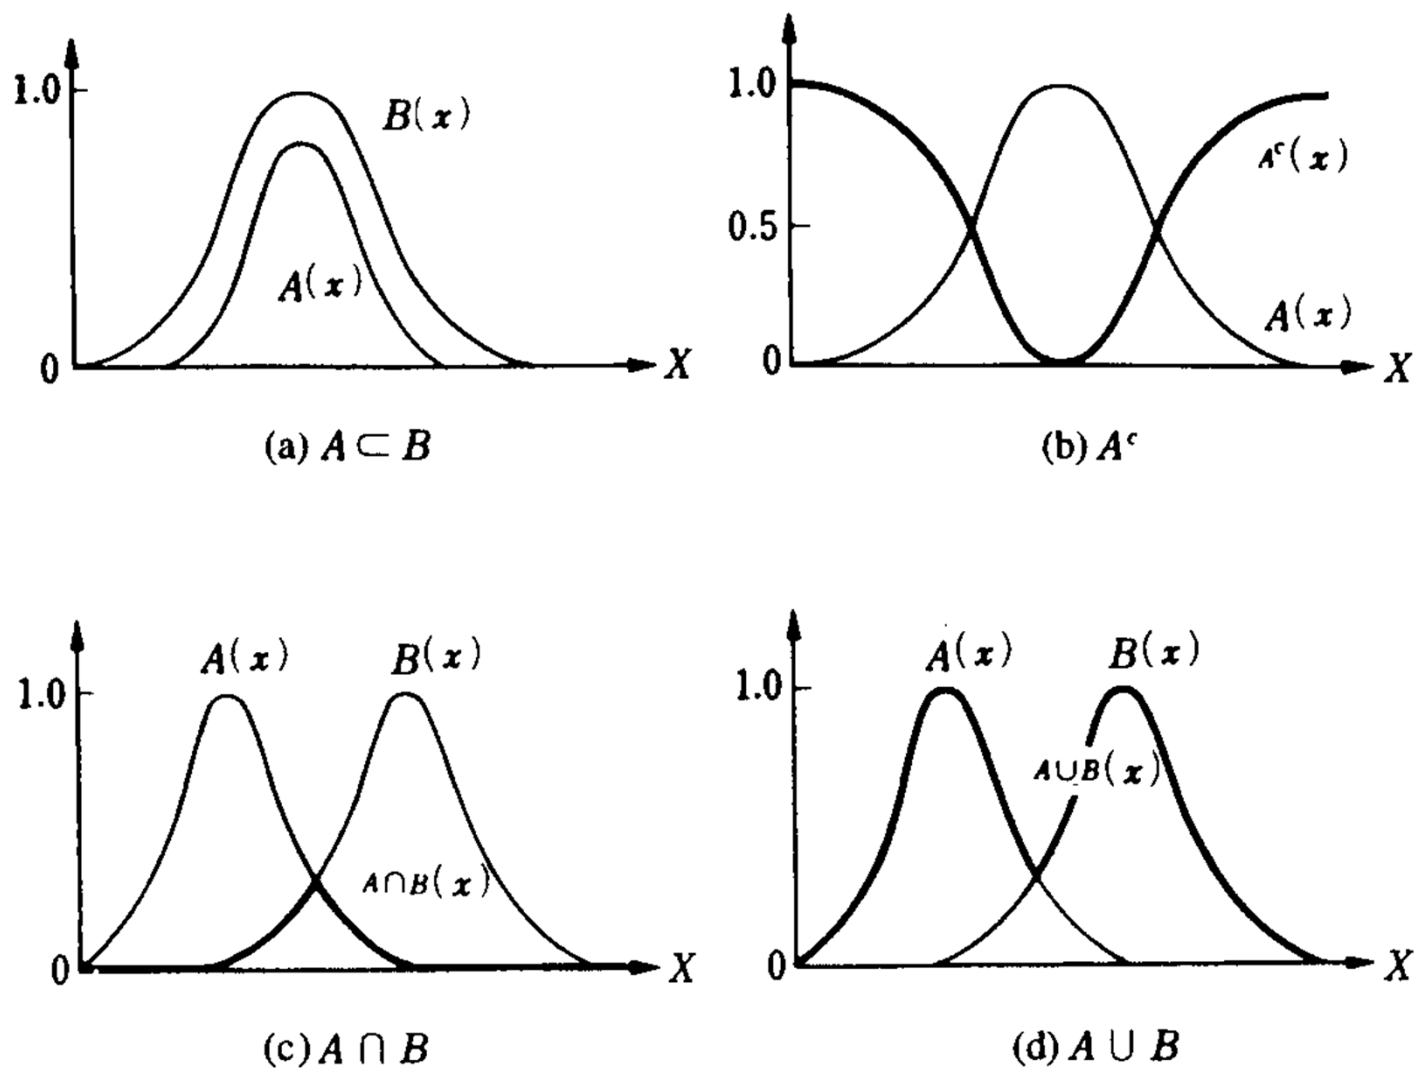 1.0
B(x)
A(x)
0
X
(a) A ⊂ B
1.0
Aᶜ(x)
0.5
A(x)
0
X
(b) Aᶜ
A(x)
B(x)
1.0
A∩B(x)
0
X
(c) A ∩ B
A(x)
B(x)
1.0
A∪B(x)
0
X
(d) A ∪ B